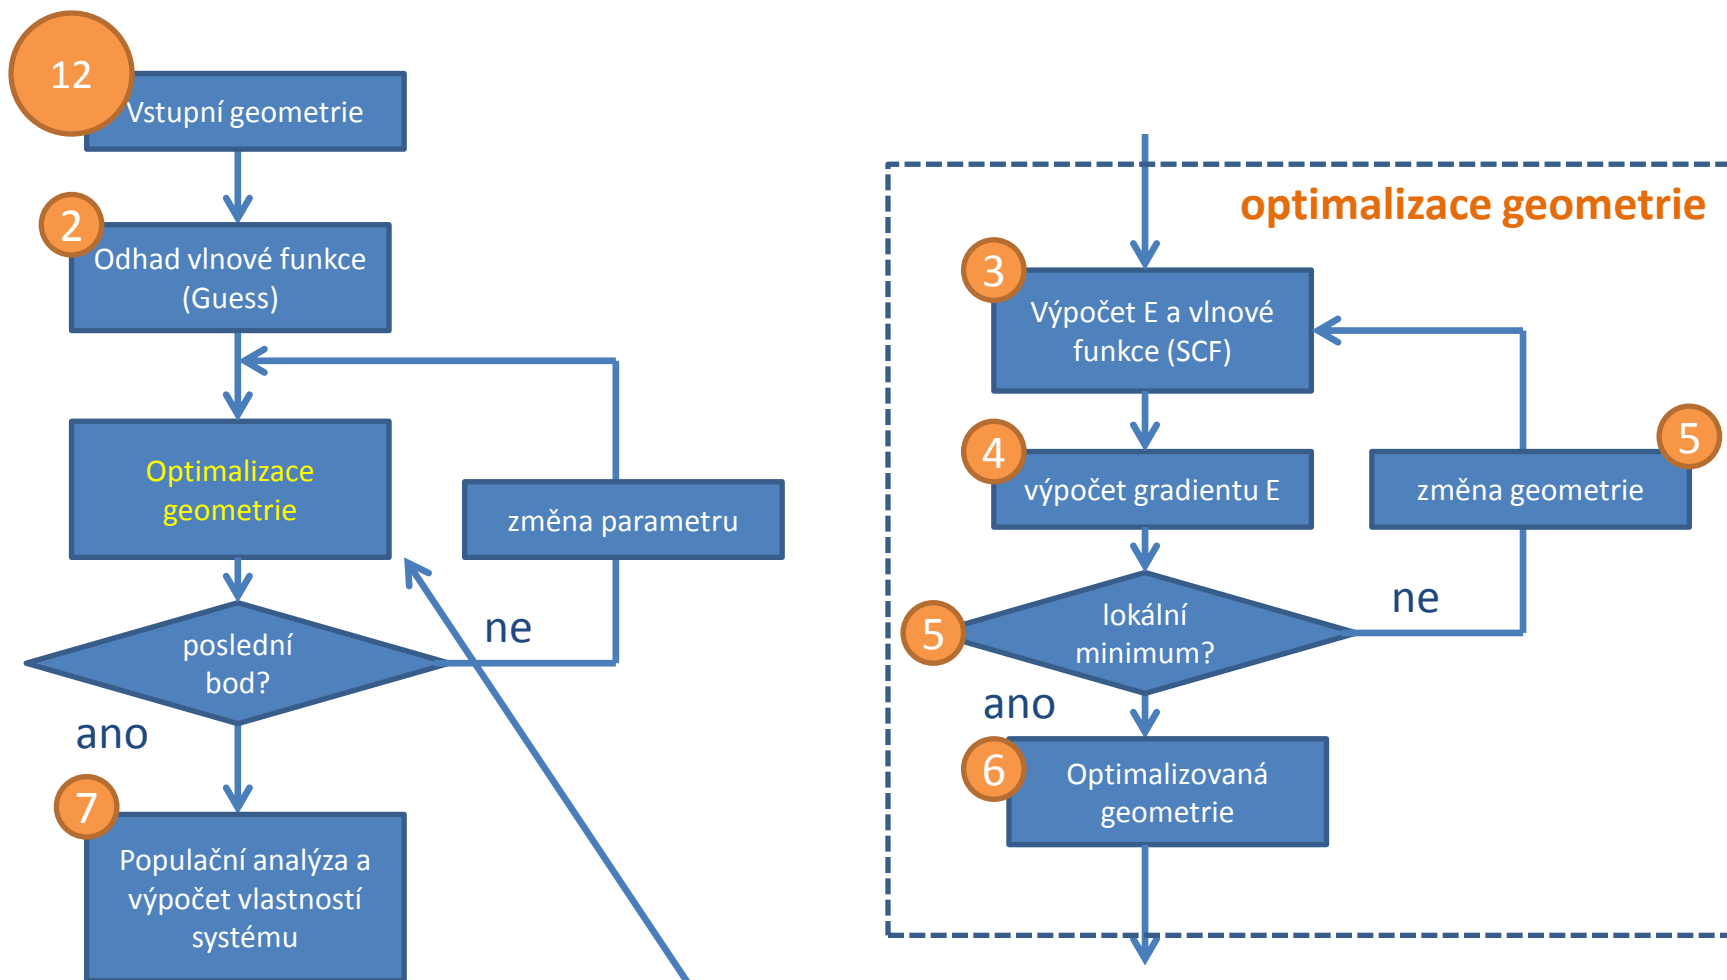 12
Vstupní geometrie
2
Odhad vlnové funkce
(Guess)
Optimalizace
geometrie
změna parametru
poslední
bod?
ne
ano
7
Populační analýza a
výpočet vlastností
systému
optimalizace geometrie
3
Výpočet E a vlnové
funkce (SCF)
4
výpočet gradientu E
5
změna geometrie
5
lokální
minimum?
ne
ano
6
Optimalizovaná
geometrie